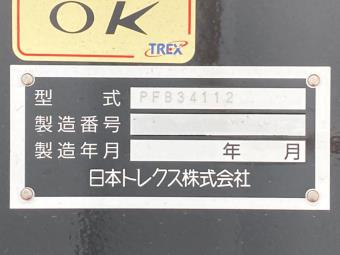 OK
TREX
型式 PFB34112
製造番号
製造年月 年 月
日本トレクス株式会社